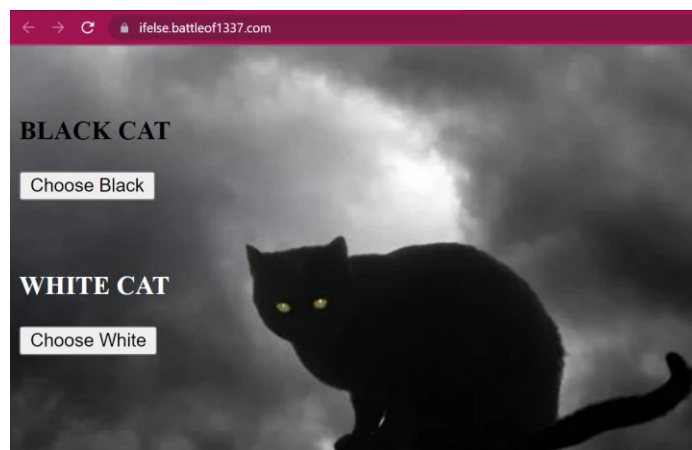 ifelse.battleof1337.com
BLACK CAT
Choose Black
WHITE CAT
Choose White